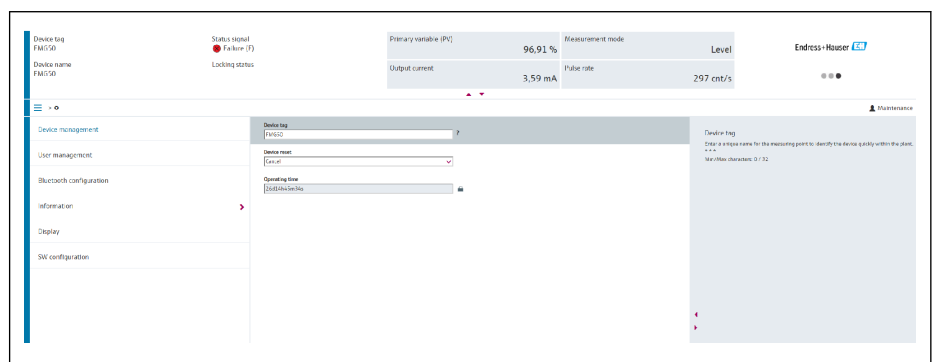 Device tag
FMG50
Status signal
Failure (F)
Primary variable (PV)
96,91 %
Measurement mode
Level
Endress+Hauser
Device name
FMG50
Locking status
Output current
3,59 mA
Pulse rate
297 cnt/s
>
Maintenance
Device management
User management
Bluetooth configuration
Information
Display
SW configuration
Device tag
FMG50
?
Device reset
Cancel
Operating time
26d14h45m34s
Device tag
Enter a unique name for the measuring point to identify the device quickly within the plant.
Min/Max characters: 0 / 32